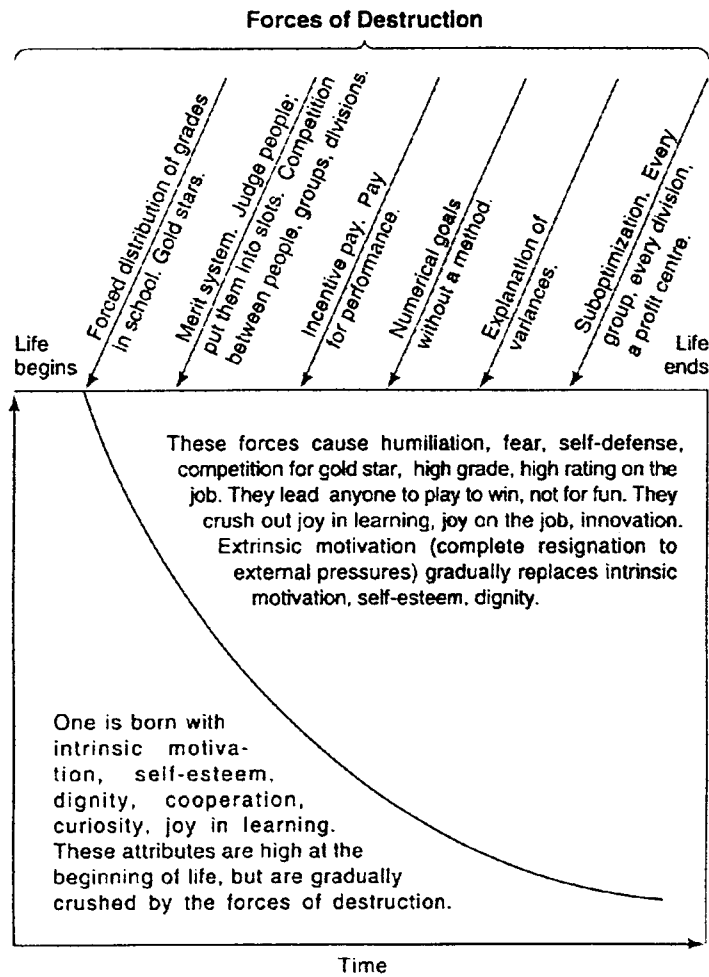 Forces of Destruction
Forced distribution of grades
in school. Gold stars.
Merit system. Judge people;
put them into slots. Competition
between people, groups, divisions.
Incentive pay. Pay
for performance.
Numerical goals
without a method.
Explanation of
variances.
Suboptimization. Every
group, every division,
a profit centre.
Life
begins
Life
ends
These forces cause humiliation, fear, self-defense,
competition for gold star, high grade, high rating on the
job. They lead anyone to play to win, not for fun. They
crush out joy in learning, joy on the job, innovation.
Extrinsic motivation (complete resignation to
external pressures) gradually replaces intrinsic
motivation, self-esteem, dignity.
One is born with
intrinsic motiva-
tion, self-esteem,
dignity, cooperation,
curiosity, joy in learning.
These attributes are high at the
beginning of life, but are gradually
crushed by the forces of destruction.
Time